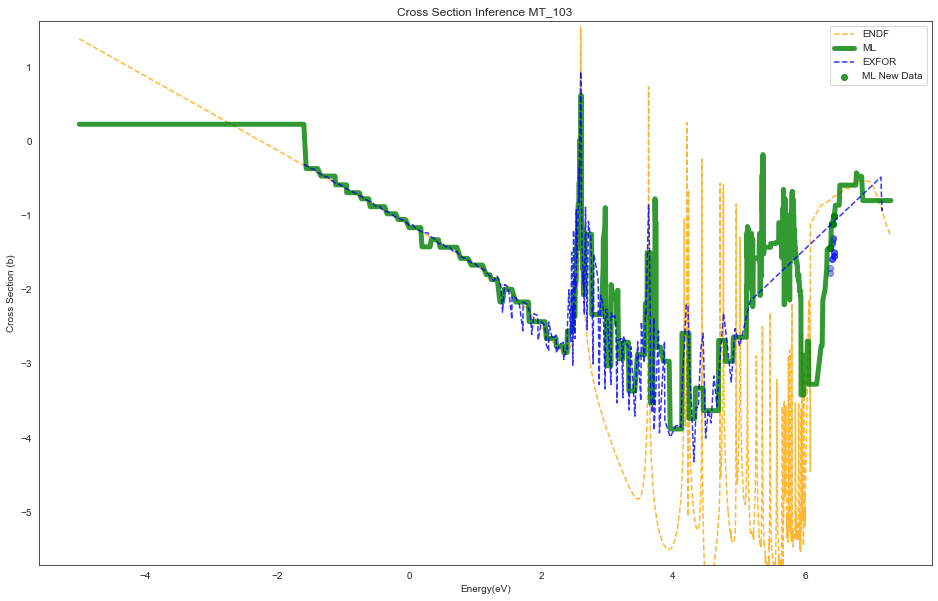 Cross Section Inference MT_103
ENDF
ML
EXFOR
ML New Data
Cross Section (b)
1
0
−1
−2
−3
−4
−5
−4
−2
0
2
4
6
Energy(eV)